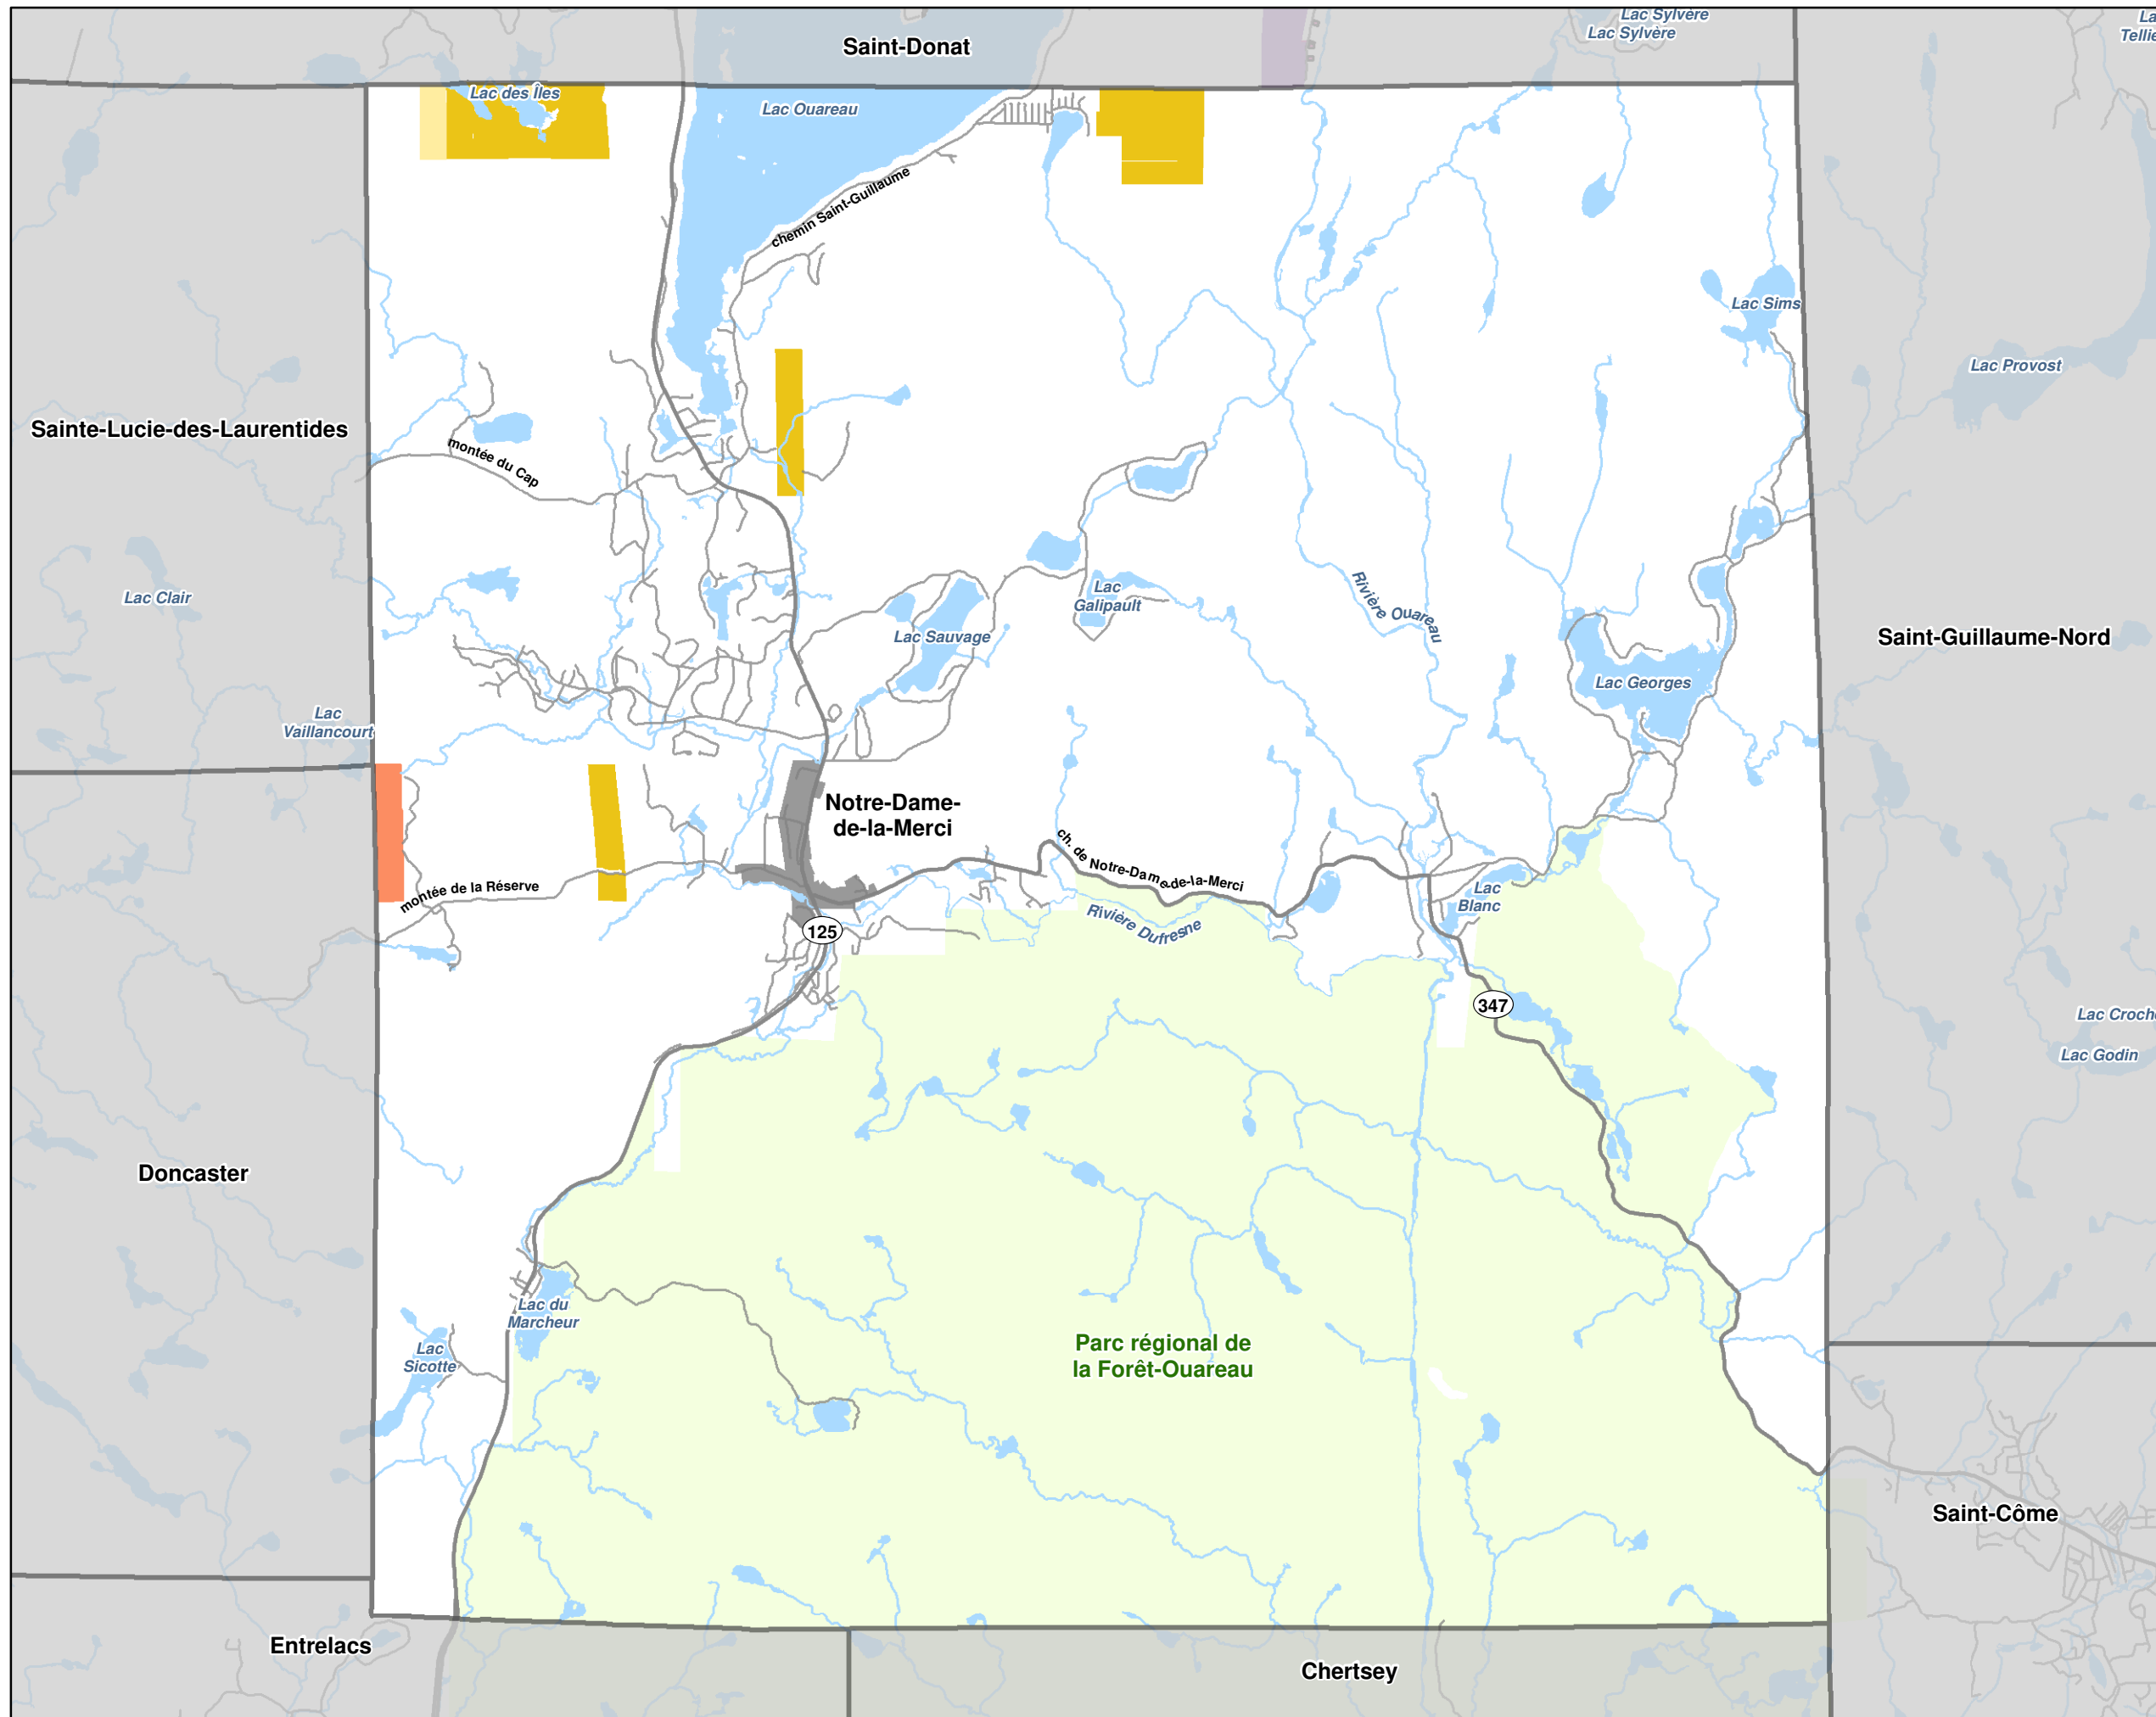 Lac Sylvère
Lac Sylvère
Saint-Donat
Lac des Îles
Lac Ouareau
chemin Saint-Guillaume
Lac Sims
Lac Provost
Sainte-Lucie-des-Laurentides
montée du Cap
Lac Clair
Lac
Galipault
Rivière Ouareau
Lac Sauvage
Saint-Guillaume-Nord
Lac Georges
Lac
Vaillancourt
Notre-Dame-
de-la-Merci
ch. de Notre-Dame-de-la-Merci
montée de la Réserve
Lac
Blanc
Rivière Dufresne
125
347
Lac Godin
Doncaster
Lac du
Marcheur
Lac
Sicotte
Parc régional de
la Forêt-Ouareau
Saint-Côme
Entrelacs
Chertsey